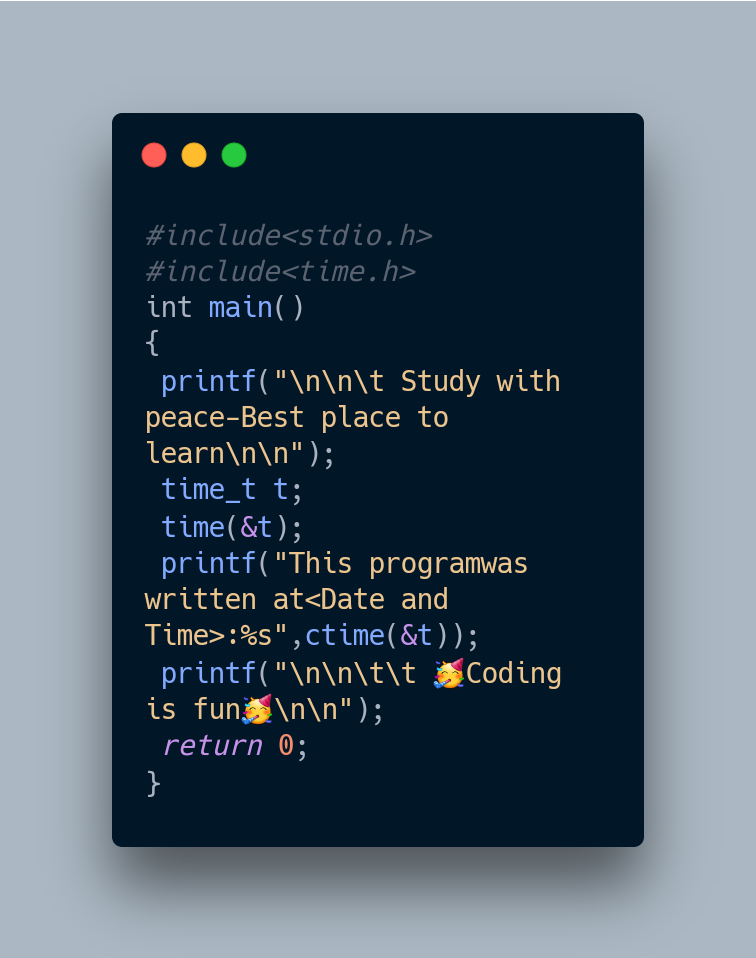 #include<stdio.h>
#include<time.h>
int main()
{
 printf("\n\n\t Study with
peace-Best place to
learn\n\n");
 time_t t;
 time(&t);
 printf("This programwas
written at<Date and
Time>:%s",ctime(&t));
 printf("\n\n\t\t 🥳Coding
is fun🥳\n\n");
 return 0;
}